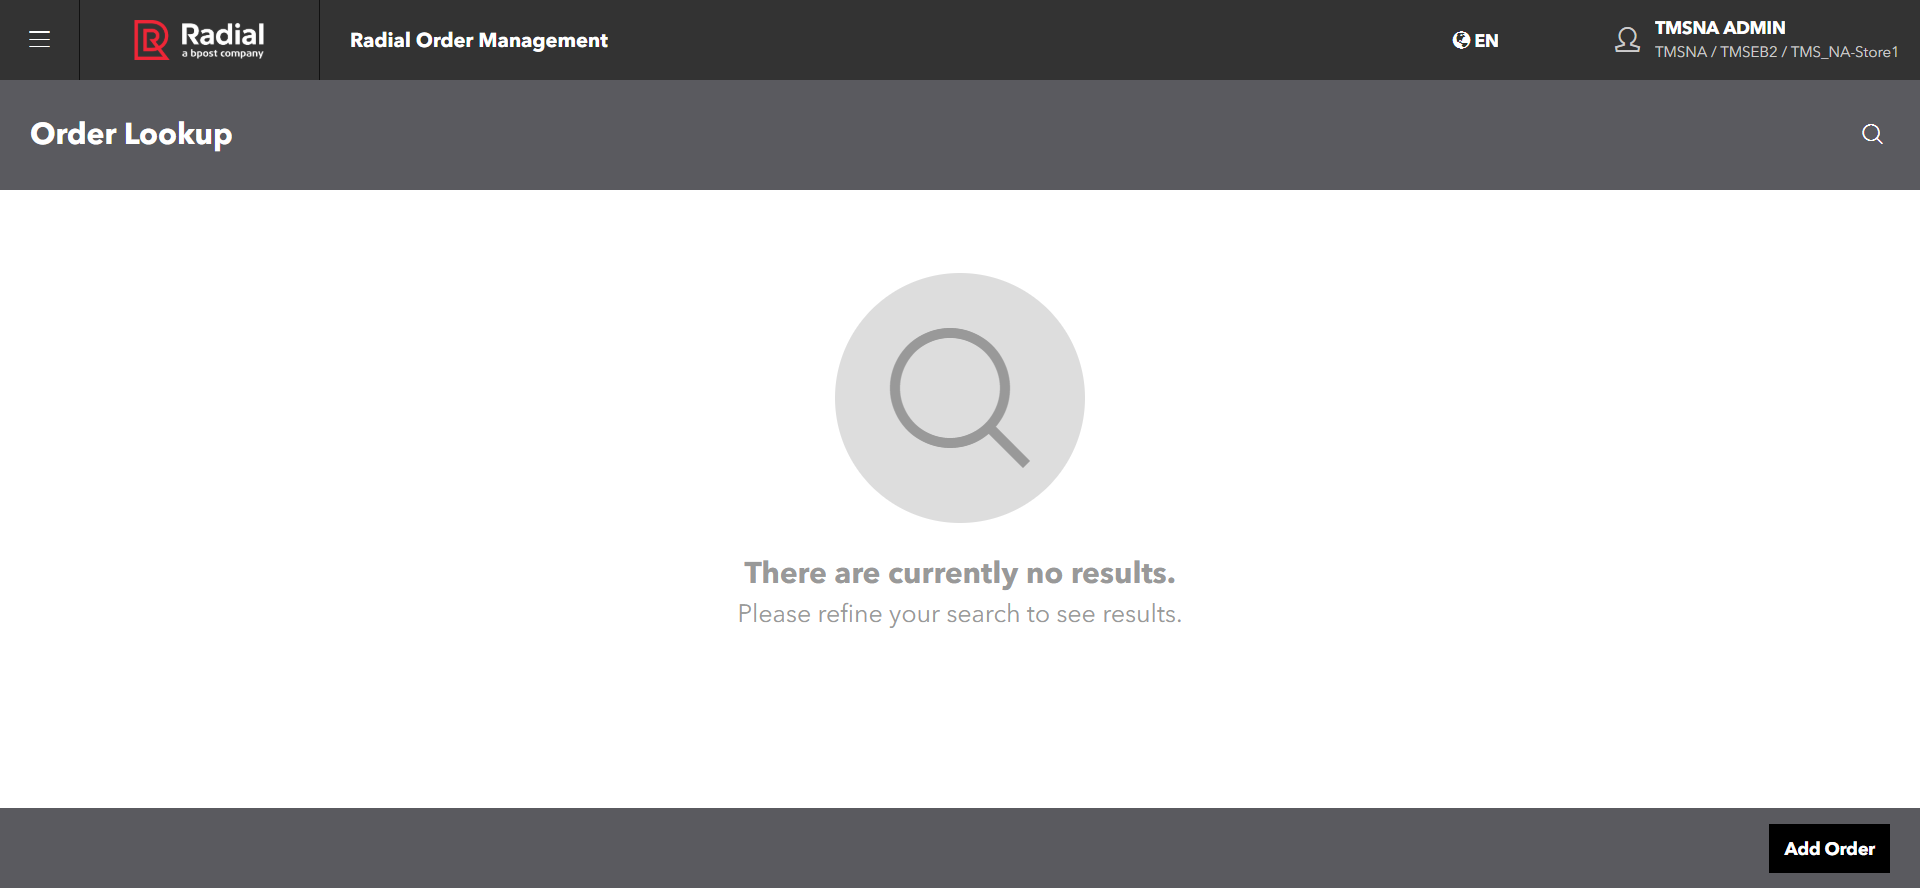 Radial
a bpost company
Radial Order Management
EN
TMSNA ADMIN
TMSNA / TMSEB2 / TMS_NA-Store1
Order Lookup
There are currently no results.
Please refine your search to see results.
Add Order